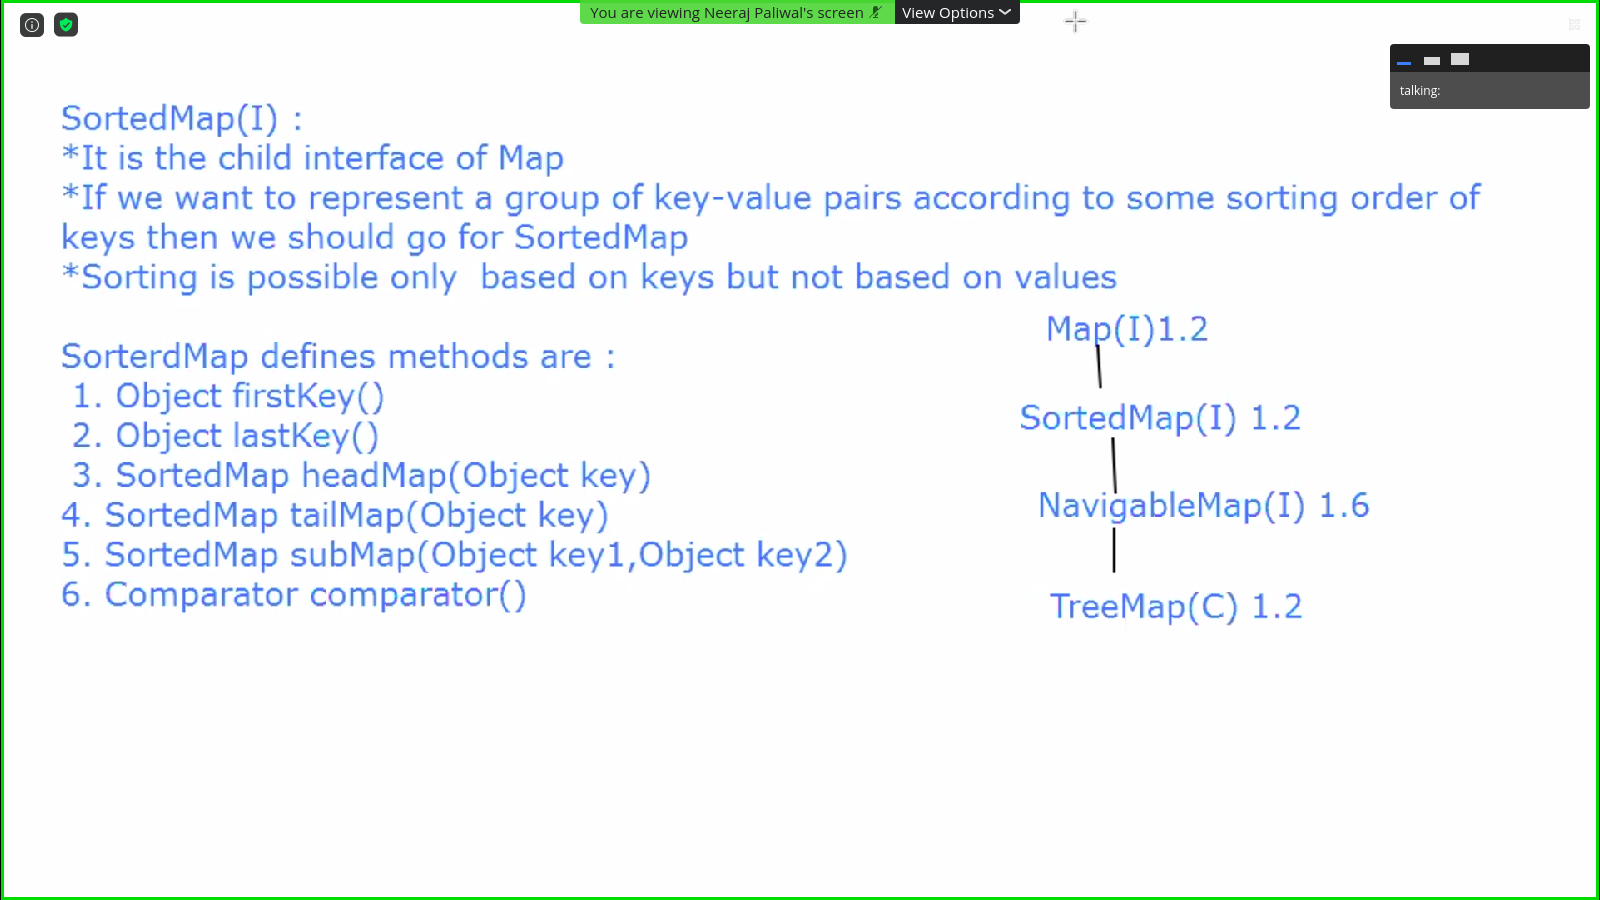 You are viewing Neeraj Paliwal's screen
View Options
talking:
SortedMap(I) :
*It is the child interface of Map
*If we want to represent a group of key-value pairs according to some sorting order of
keys then we should go for SortedMap
*Sorting is possible only  based on keys but not based on values
SorterdMap defines methods are :
1. Object firstKey()
2. Object lastKey()
3. SortedMap headMap(Object key)
4. SortedMap tailMap(Object key)
5. SortedMap subMap(Object key1,Object key2)
6. Comparator comparator()
Map(I)1.2
SortedMap(I) 1.2
NavigableMap(I) 1.6
TreeMap(C) 1.2